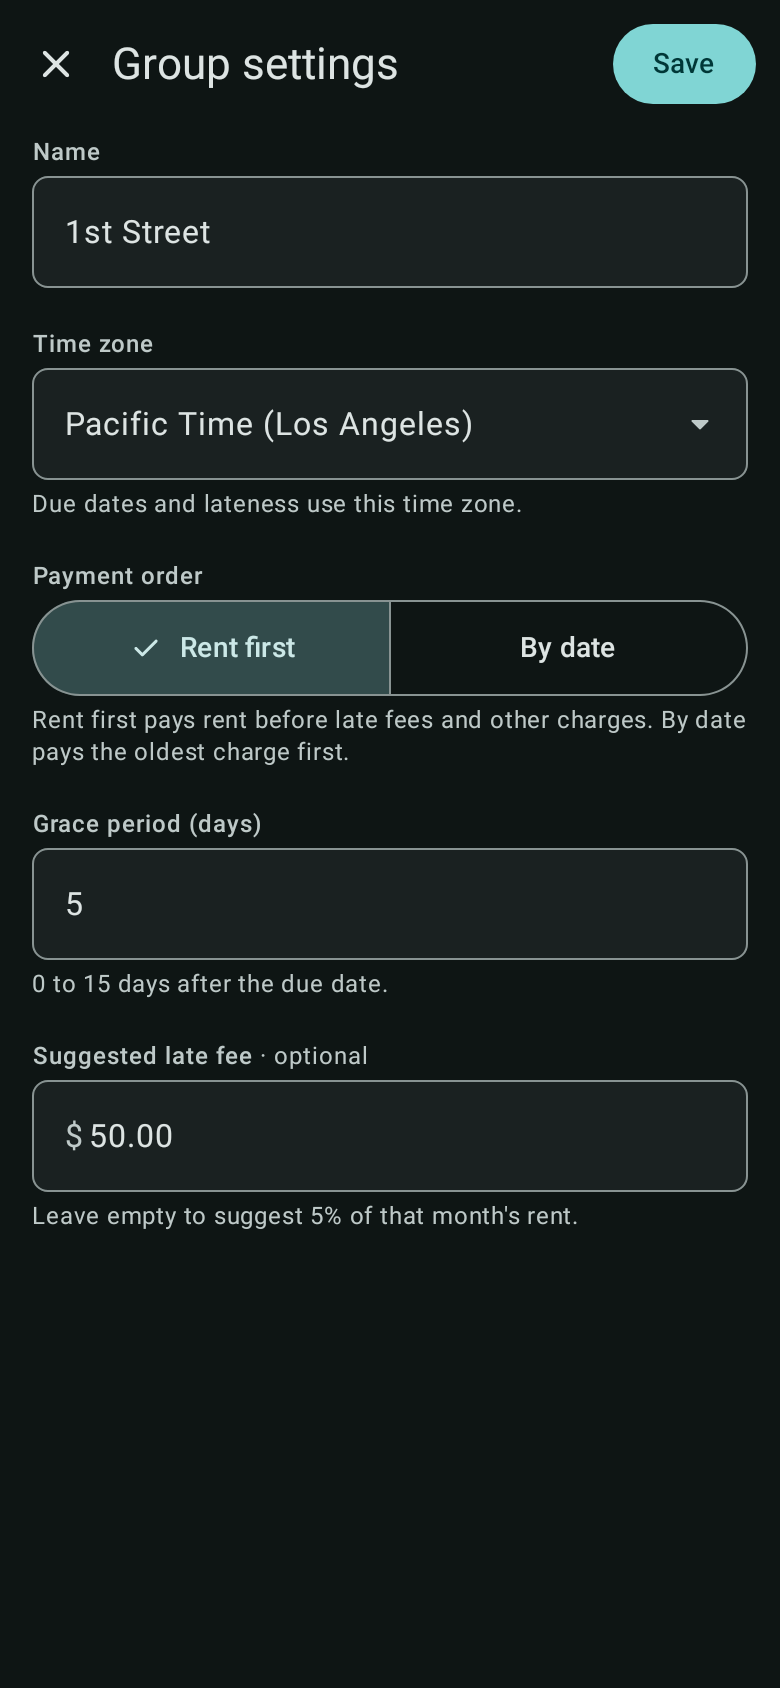 Group settings
Save
Name
1st Street
Time zone
Pacific Time (Los Angeles)
Due dates and lateness use this time zone.
Payment order
Rent first
By date
Rent first pays rent before late fees and other charges. By date
pays the oldest charge first.
Grace period (days)
5
0 to 15 days after the due date.
Suggested late fee · optional
$ 50.00
Leave empty to suggest 5% of that month's rent.